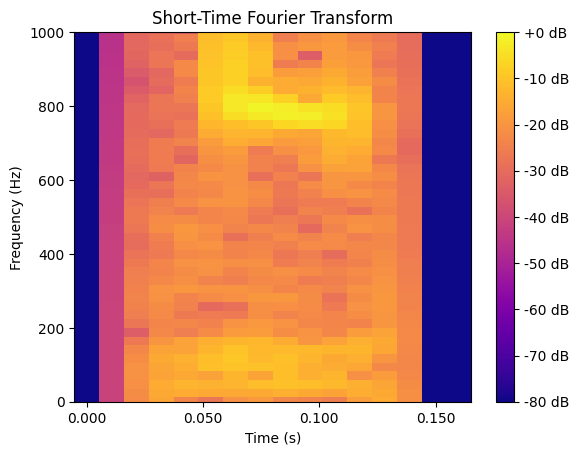 Short-Time Fourier Transform
1000
800
600
400
200
0
Frequency (Hz)
0.000
0.050
0.100
0.150
Time (s)
+0 dB
-10 dB
-20 dB
-30 dB
-40 dB
-50 dB
-60 dB
-70 dB
-80 dB